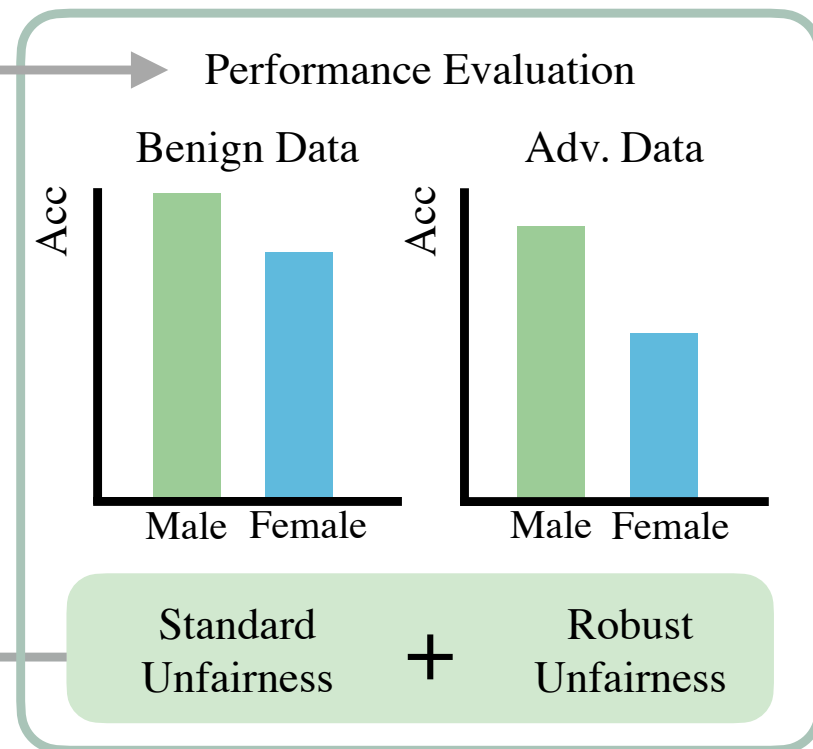 Performance Evaluation
Benign Data
Adv. Data
Acc
Acc
Male Female
Male Female
Standard
Unfairness
+
Robust
Unfairness